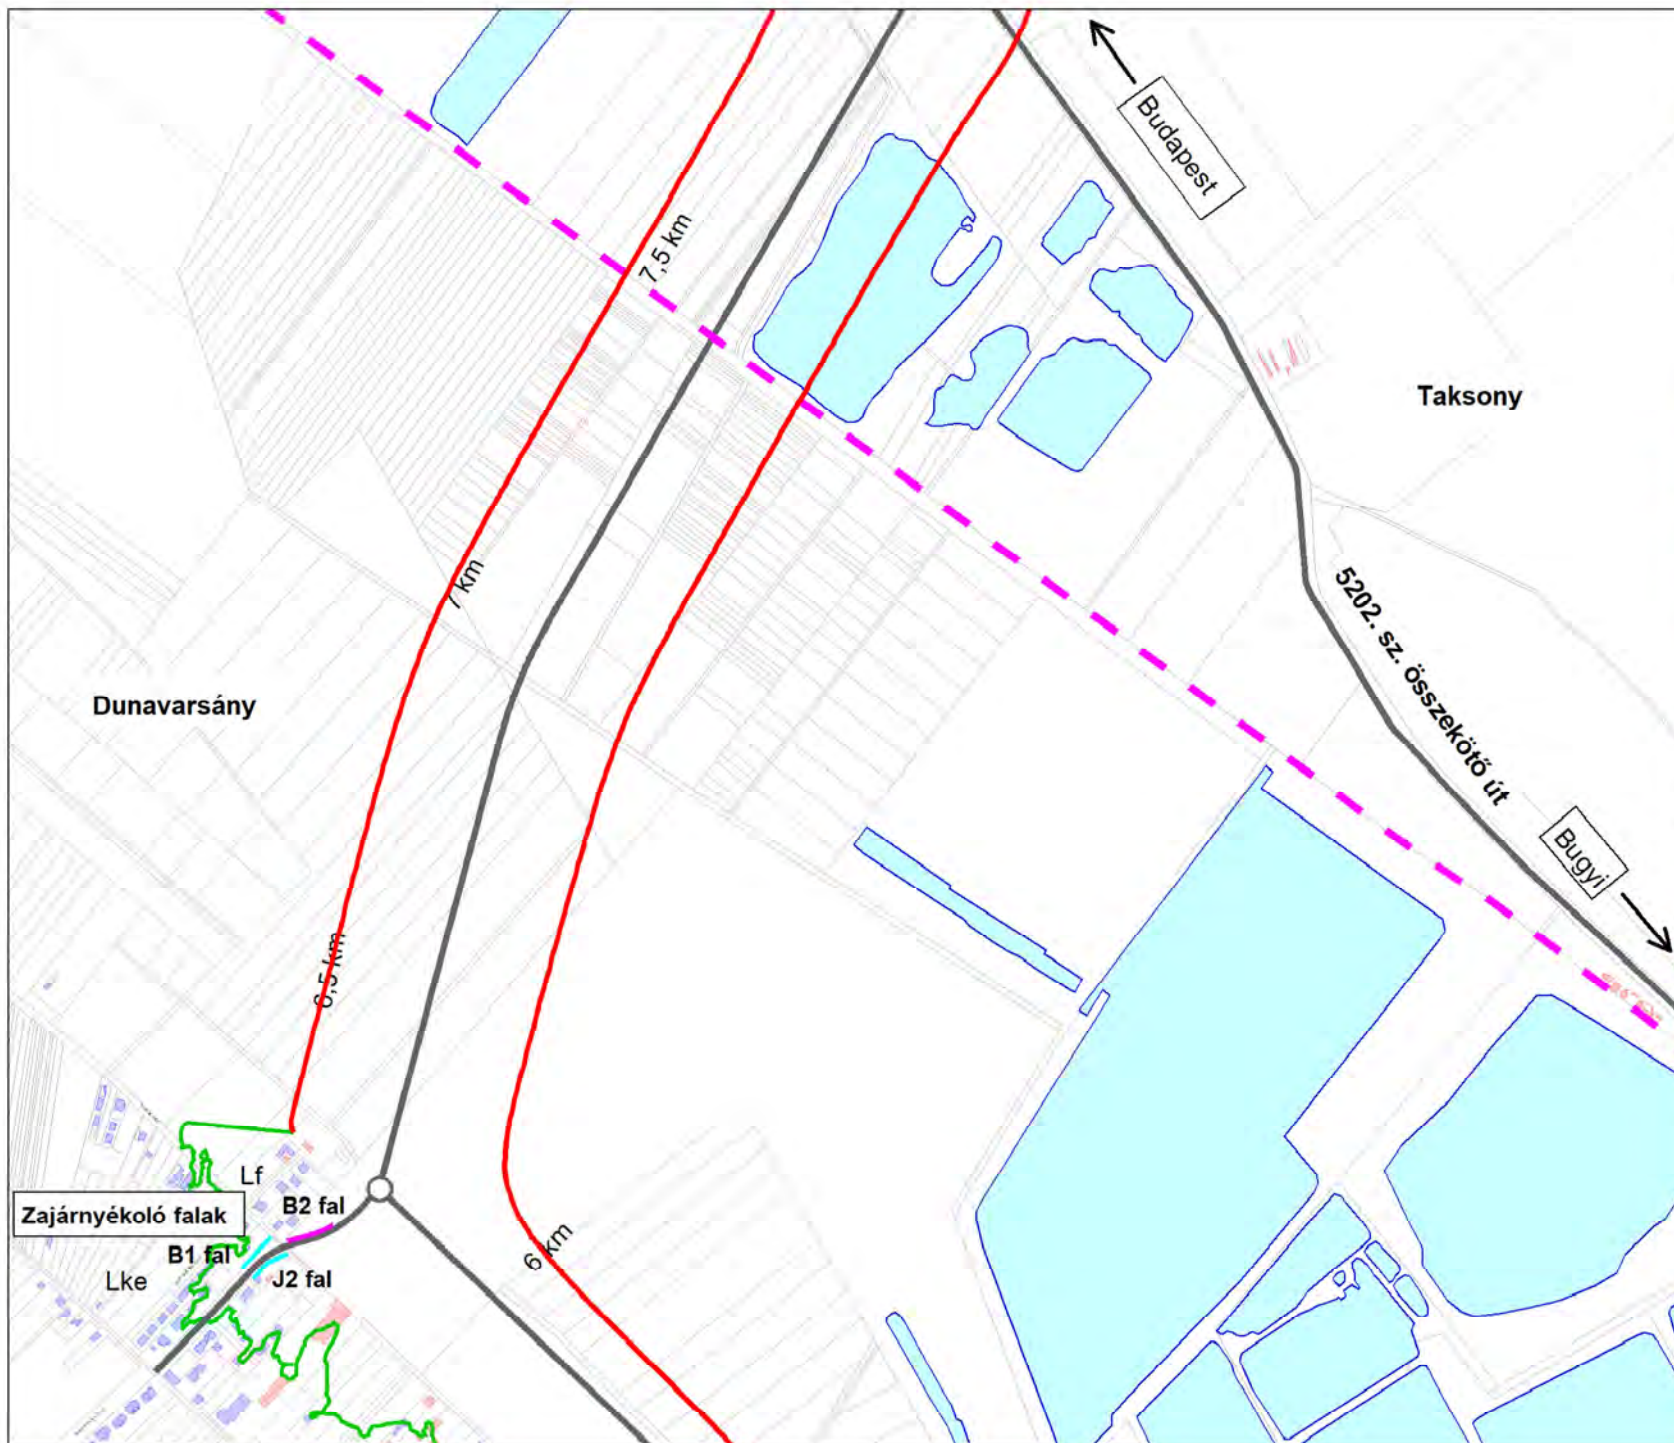 Budapest
7,5 km
Taksony
7 km
5202. sz. összekötő út
Dunavarsány
Bugyi
6,5 km
Lf
Zajárnyékoló falak
B2 fal
B1 fal
J2 fal
Lke
6 km